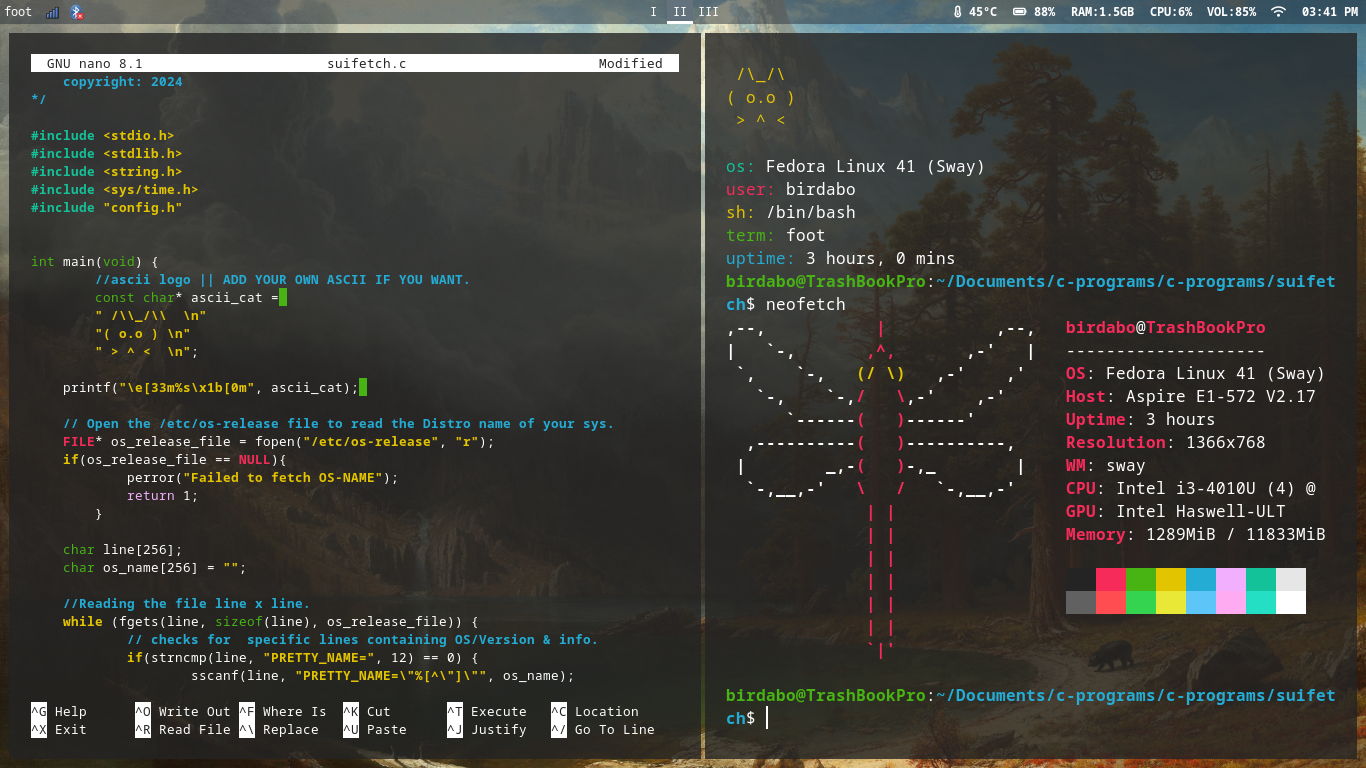 foot I II III 45°C 88% RAM:1.5GB CPU:6% VOL:85% 03:41 PM
GNU nano 8.1 suifetch.c Modified
    copyright: 2024
*/
#include <stdio.h>
#include <stdlib.h>
#include <string.h>
#include <sys/time.h>
#include "config.h"
int main(void) {
        //ascii logo || ADD YOUR OWN ASCII IF YOU WANT.
        const char* ascii_cat =
        " /\\_/\\  \n"
        "( o.o ) \n"
        " > ^ <  \n";
    printf("\e[33m%s\x1b[0m", ascii_cat);
    // Open the /etc/os-release file to read the Distro name of your sys.
    FILE* os_release_file = fopen("/etc/os-release", "r");
    if(os_release_file == NULL){
            perror("Failed to fetch OS-NAME");
            return 1;
        }
    char line[256];
    char os_name[256] = "";
    //Reading the file line x line.
    while (fgets(line, sizeof(line), os_release_file)) {
            // checks for  specific lines containing OS/Version & info.
            if(strncmp(line, "PRETTY_NAME=", 12) == 0) {
                    sscanf(line, "PRETTY_NAME=\"%[^\"]\"", os_name);
^G Help ^O Write Out ^F Where Is ^K Cut ^T Execute ^C Location
^X Exit ^R Read File ^\ Replace ^U Paste ^J Justify ^/ Go To Line
 /\_/\
( o.o )
 > ^ <
os: Fedora Linux 41 (Sway)
user: birdabo
sh: /bin/bash
term: foot
uptime: 3 hours, 0 mins
birdabo@TrashBookPro:~/Documents/c-programs/c-programs/suifet
ch$ neofetch
,--,           |           ,--,
|   `-,       ,^,       ,-'   |
 `,    `-,   (/ \)   ,-'    ,'
   `-,    `-,/   \,-'    ,-'
      `------(   )------'
  ,----------(   )----------,
 |        _,-(   )-,_        |
  `-,__,-'   \   /   `-,__,-'
              | |
              | |
              | |
              | |
              | |
              | |
              `|'
birdabo@TrashBookPro
--------------------
OS: Fedora Linux 41 (Sway)
Host: Aspire E1-572 V2.17
Uptime: 3 hours
Resolution: 1366x768
WM: sway
CPU: Intel i3-4010U (4) @
GPU: Intel Haswell-ULT
Memory: 1289MiB / 11833MiB
birdabo@TrashBookPro:~/Documents/c-programs/c-programs/suifet
ch$